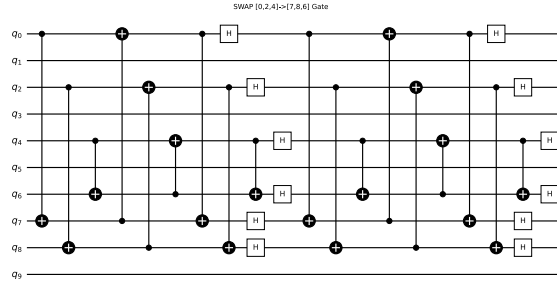 SWAP [0,2,4]->[7,8,6] Gate
q0 H H
q1
q2 H H
q3
q4 H H
q5
q6 H H
q7 H H
q8 H H
q9